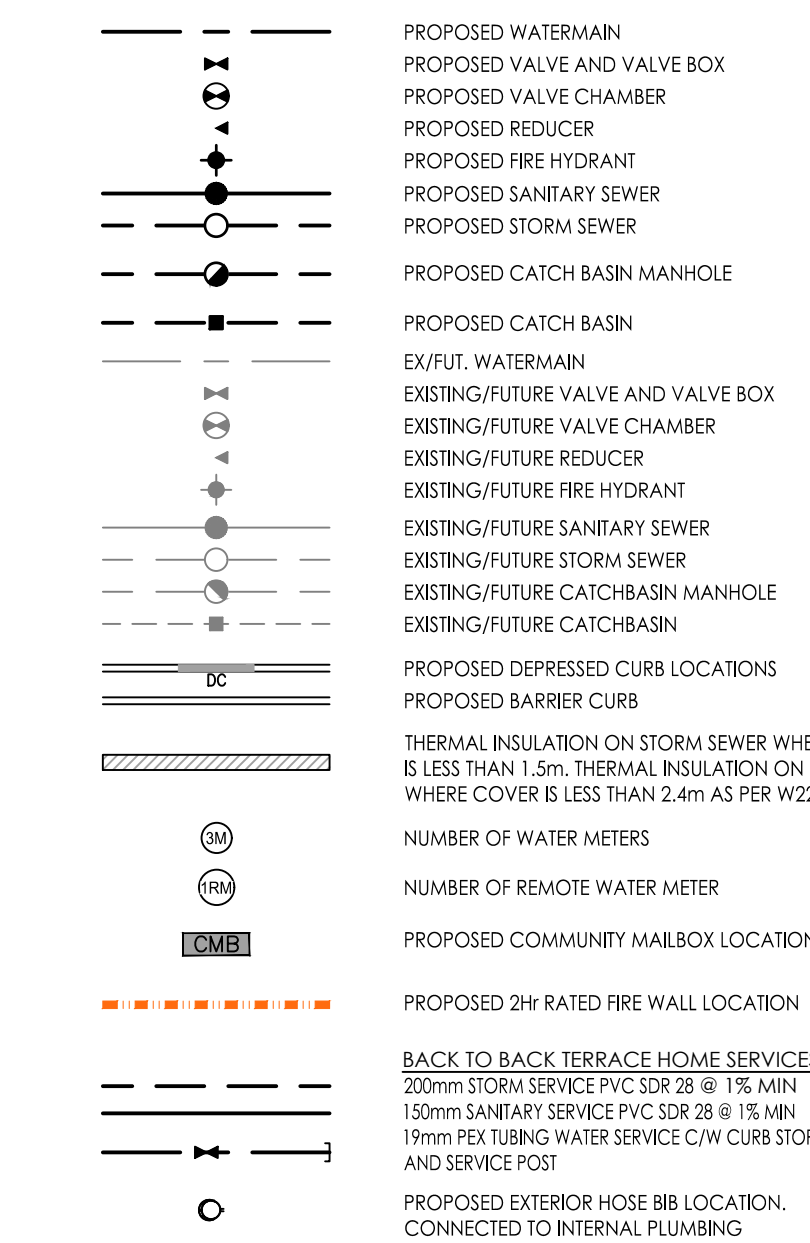 PROPOSED WATERMAIN
PROPOSED VALVE AND VALVE BOX
PROPOSED VALVE CHAMBER
PROPOSED REDUCER
PROPOSED FIRE HYDRANT
PROPOSED SANITARY SEWER
PROPOSED STORM SEWER
PROPOSED CATCH BASIN MANHOLE
PROPOSED CATCH BASIN
EX/FUT. WATERMAIN
EXISTING/FUTURE VALVE AND VALVE BOX
EXISTING/FUTURE VALVE CHAMBER
EXISTING/FUTURE REDUCER
EXISTING/FUTURE FIRE HYDRANT
EXISTING/FUTURE SANITARY SEWER
EXISTING/FUTURE STORM SEWER
EXISTING/FUTURE CATCHBASIN MANHOLE
EXISTING/FUTURE CATCHBASIN
DC PROPOSED DEPRESSED CURB LOCATIONS
PROPOSED BARRIER CURB
THERMAL INSULATION ON STORM SEWER
IS LESS THAN 1.5m. THERMAL INSULATION ON
WHERE COVER IS LESS THAN 2.4m AS PER
3M NUMBER OF WATER METERS
1RM NUMBER OF REMOTE WATER METER
CMB PROPOSED COMMUNITY MAILBOX
PROPOSED 2Hr RATED FIRE WALL LOCATION
BACK TO BACK TERRACE HOME
200mm STORM SERVICE PVC SDR 28 @ 1% MIN
150mm SANITARY SERVICE PVC SDR 28 @ 1% MIN
19mm PEX TUBING WATER SERVICE C/W CURB
AND SERVICE POST
PROPOSED EXTERIOR HOSE BIB LOCATION.
CONNECTED TO INTERNAL PLUMBING